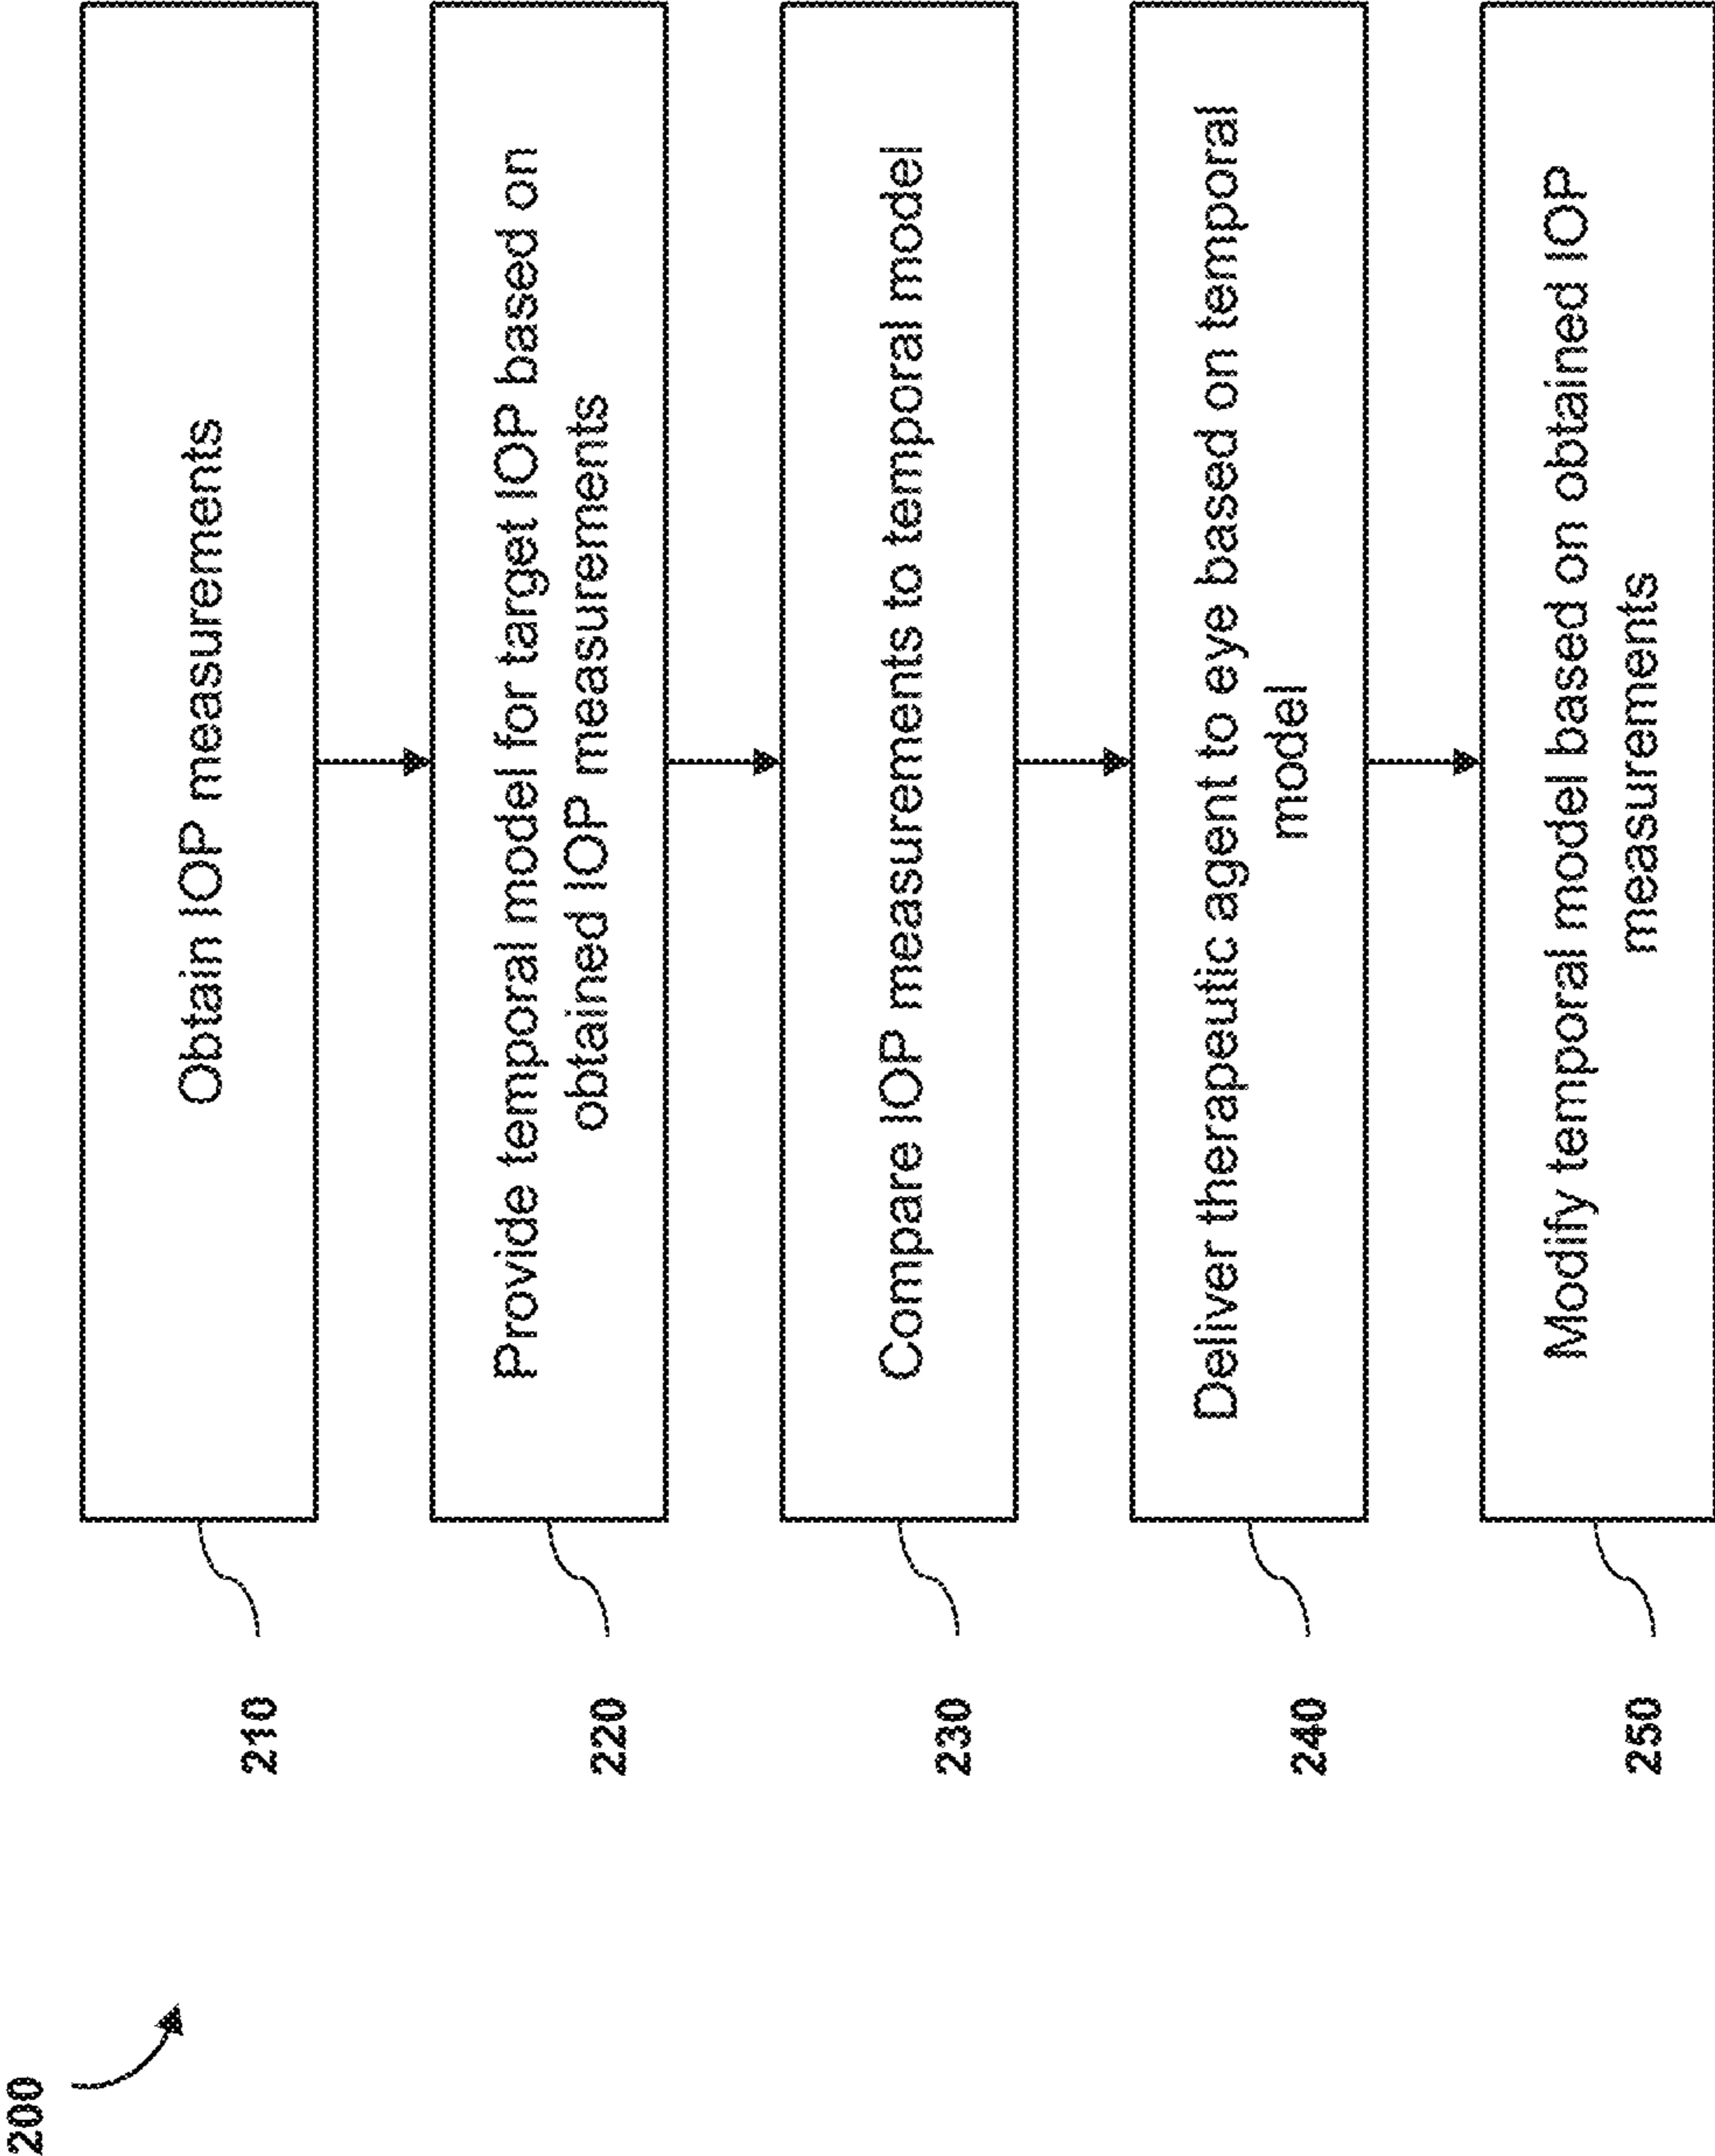 200
210
Obtain IOP measurements
220
Provide temporal model for target IOP based on
obtained IOP measurements
230
Compare IOP measurements to temporal model
240
Deliver therapeutic agent to eye based on temporal
model
250
Modify temporal model based on obtained IOP
measurements